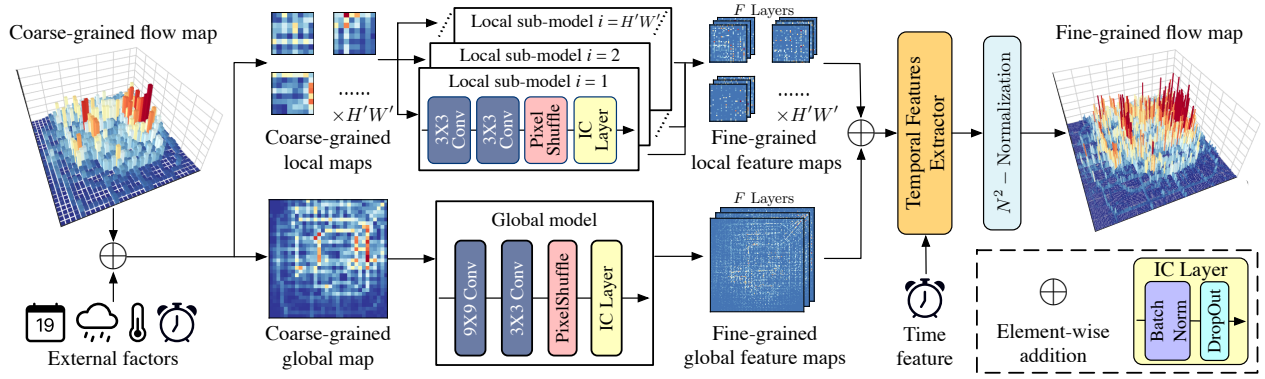 Coarse-grained flow map
19
External factors
......
×H′W′
Coarse-grained
local maps
Coarse-grained
global map
Local sub-model i = H′W′
Local sub-model i = 2
Local sub-model i = 1
3X3
Conv
3X3
Conv
Pixel
Shuffle
IC
Layer
Global model
9X9 Conv
3X3 Conv
PixelShuffle
IC Layer
F Layers
......
×H′W′
Fine-grained
local feature maps
F Layers
Fine-grained
global feature maps
Temporal Features
Extractor
Time
feature
N² − Normalization
Fine-grained flow map
Element-wise
addition
IC Layer
Batch
Norm
DropOut